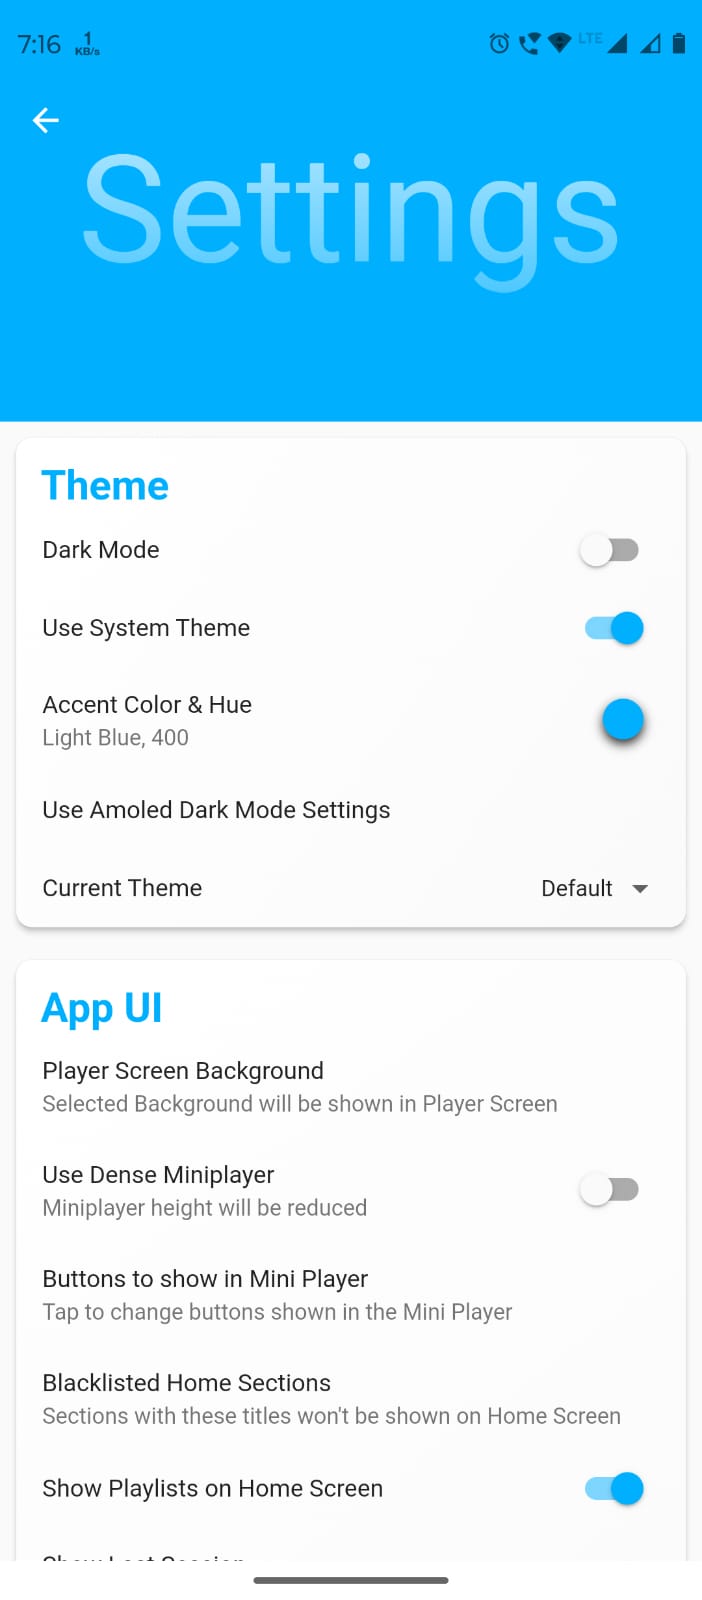 7:16 1 KB/s LTE
Settings
Theme
Dark Mode
Use System Theme
Accent Color & Hue
Light Blue, 400
Use Amoled Dark Mode Settings
Current Theme Default
App UI
Player Screen Background
Selected Background will be shown in Player Screen
Use Dense Miniplayer
Miniplayer height will be reduced
Buttons to show in Mini Player
Tap to change buttons shown in the Mini Player
Blacklisted Home Sections
Sections with these titles won't be shown on Home Screen
Show Playlists on Home Screen
Show Last Session